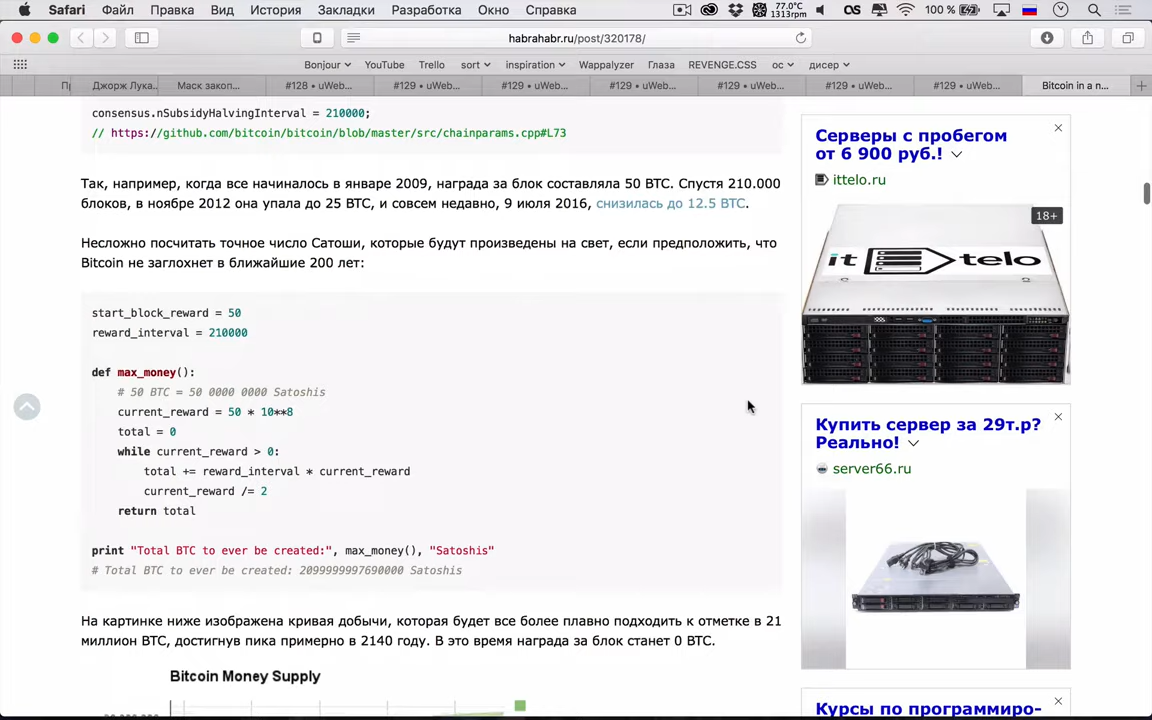 Safari Файл Правка Вид История Закладки Разработка Окно Справка
77.0°C
1313rpm
100 %
habrahabr.ru/post/320178/
Bonjour YouTube Trello sort inspiration Wappalyzer Глаза REVENGE.CSS ос дисер
Джорж Лука… Маск закоп… #128 • uWeb… #129 • uWeb… #129 • uWeb… #129 • uWeb… #129 • uWeb… #129 • uWeb… #129 • uWeb… Bitcoin in a n…
consensus.nSubsidyHalvingInterval = 210000;
// https://github.com/bitcoin/bitcoin/blob/master/src/chainparams.cpp#L73
Так, например, когда все начиналось в январе 2009, награда за блок составляла 50 BTC. Спустя 210.000
блоков, в ноябре 2012 она упала до 25 BTC, и совсем недавно, 9 июля 2016, снизилась до 12.5 BTC.
Несложно посчитать точное число Сатоши, которые будут произведены на свет, если предположить, что
Bitcoin не заглохнет в ближайшие 200 лет:
start_block_reward = 50
reward_interval = 210000
def max_money():
# 50 BTC = 50 0000 0000 Satoshis
current_reward = 50 * 10**8
total = 0
while current_reward > 0:
total += reward_interval * current_reward
current_reward /= 2
return total
print "Total BTC to ever be created:", max_money(), "Satoshis"
# Total BTC to ever be created: 2099999997690000 Satoshis
На картинке ниже изображена кривая добычи, которая будет все более плавно подходить к отметке в 21
миллион BTC, достигнув пика примерно в 2140 году. В это время награда за блок станет 0 BTC.
Bitcoin Money Supply
Серверы с пробегом
от 6 900 руб.!
ittelo.ru
18+
it telo
Купить сервер за 29т.р?
Реально!
server66.ru
Курсы по программиро-